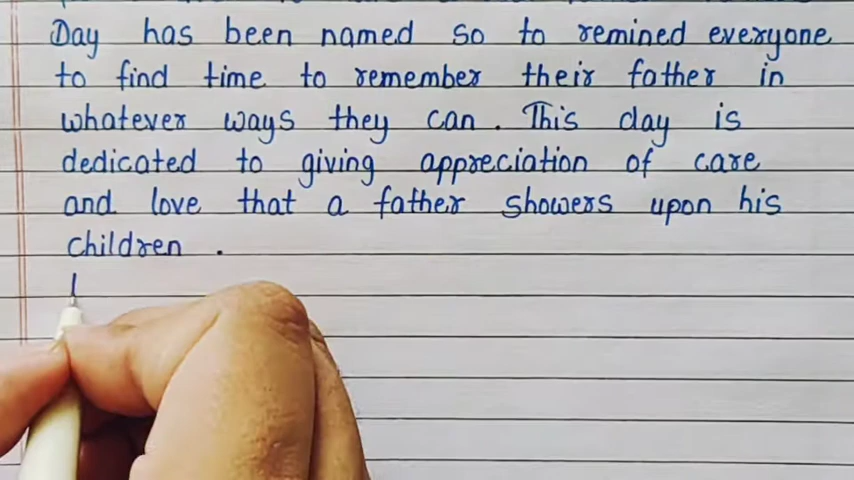 Day has been named so to remined everyone
to find time to remember their father in
whatever ways they can . This day is
dedicated to giving appreciation of care
and love that a father showers upon his
children .